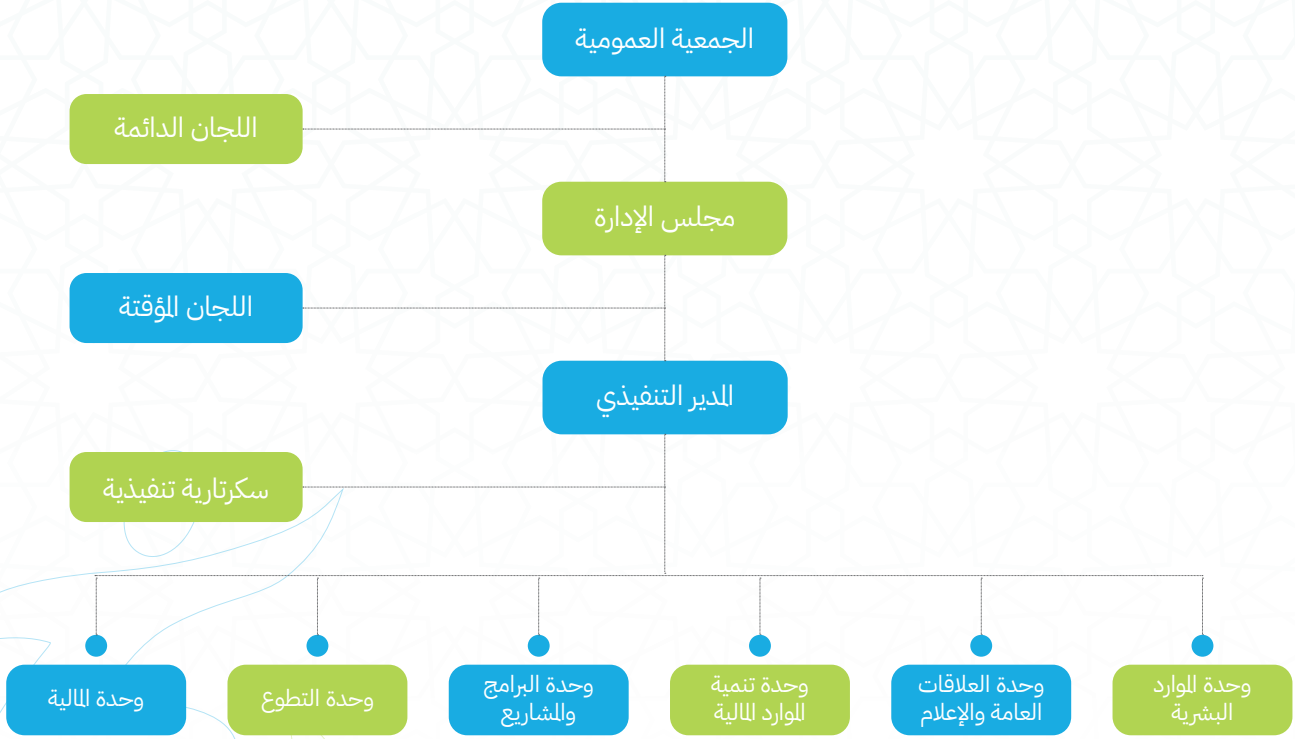 الجمعية العمومية
اللجان الدائمة
مجلس الإدارة
اللجان المؤقتة
المدير التنفيذي
سكرتارية تنفيذية
وحدة الموارد
البشرية
وحدة العلاقات
العامة والإعلام
وحدة تنمية
الموارد المالية
وحدة البرامج
والمشاريع
وحدة التطوع
وحدة المالية